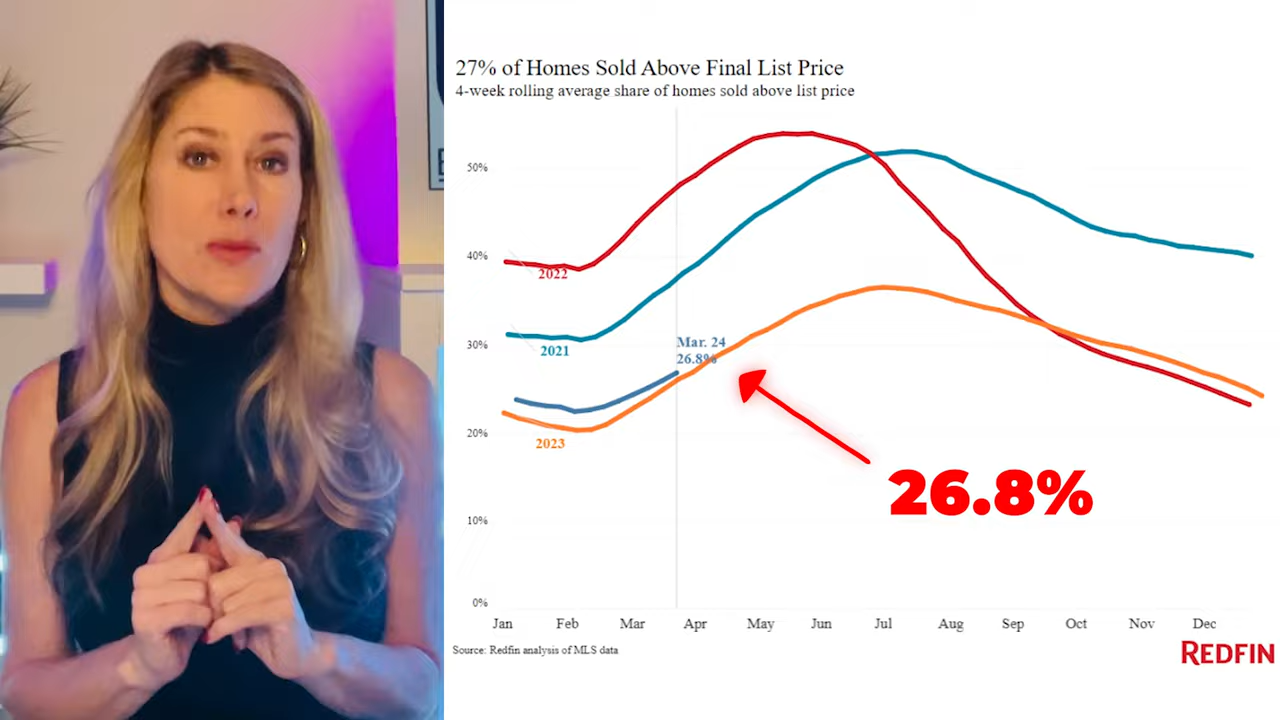 27% of Homes Sold Above Final List Price
4-week rolling average share of homes sold above list price
50%
40%
2022
30%
2021
Mar. 24
26.8%
20%
2023
26.8%
10%
0%
Jan Feb Mar Apr May Jun Jul Aug Sep Oct Nov Dec
Source: Redfin analysis of MLS data
REDFIN